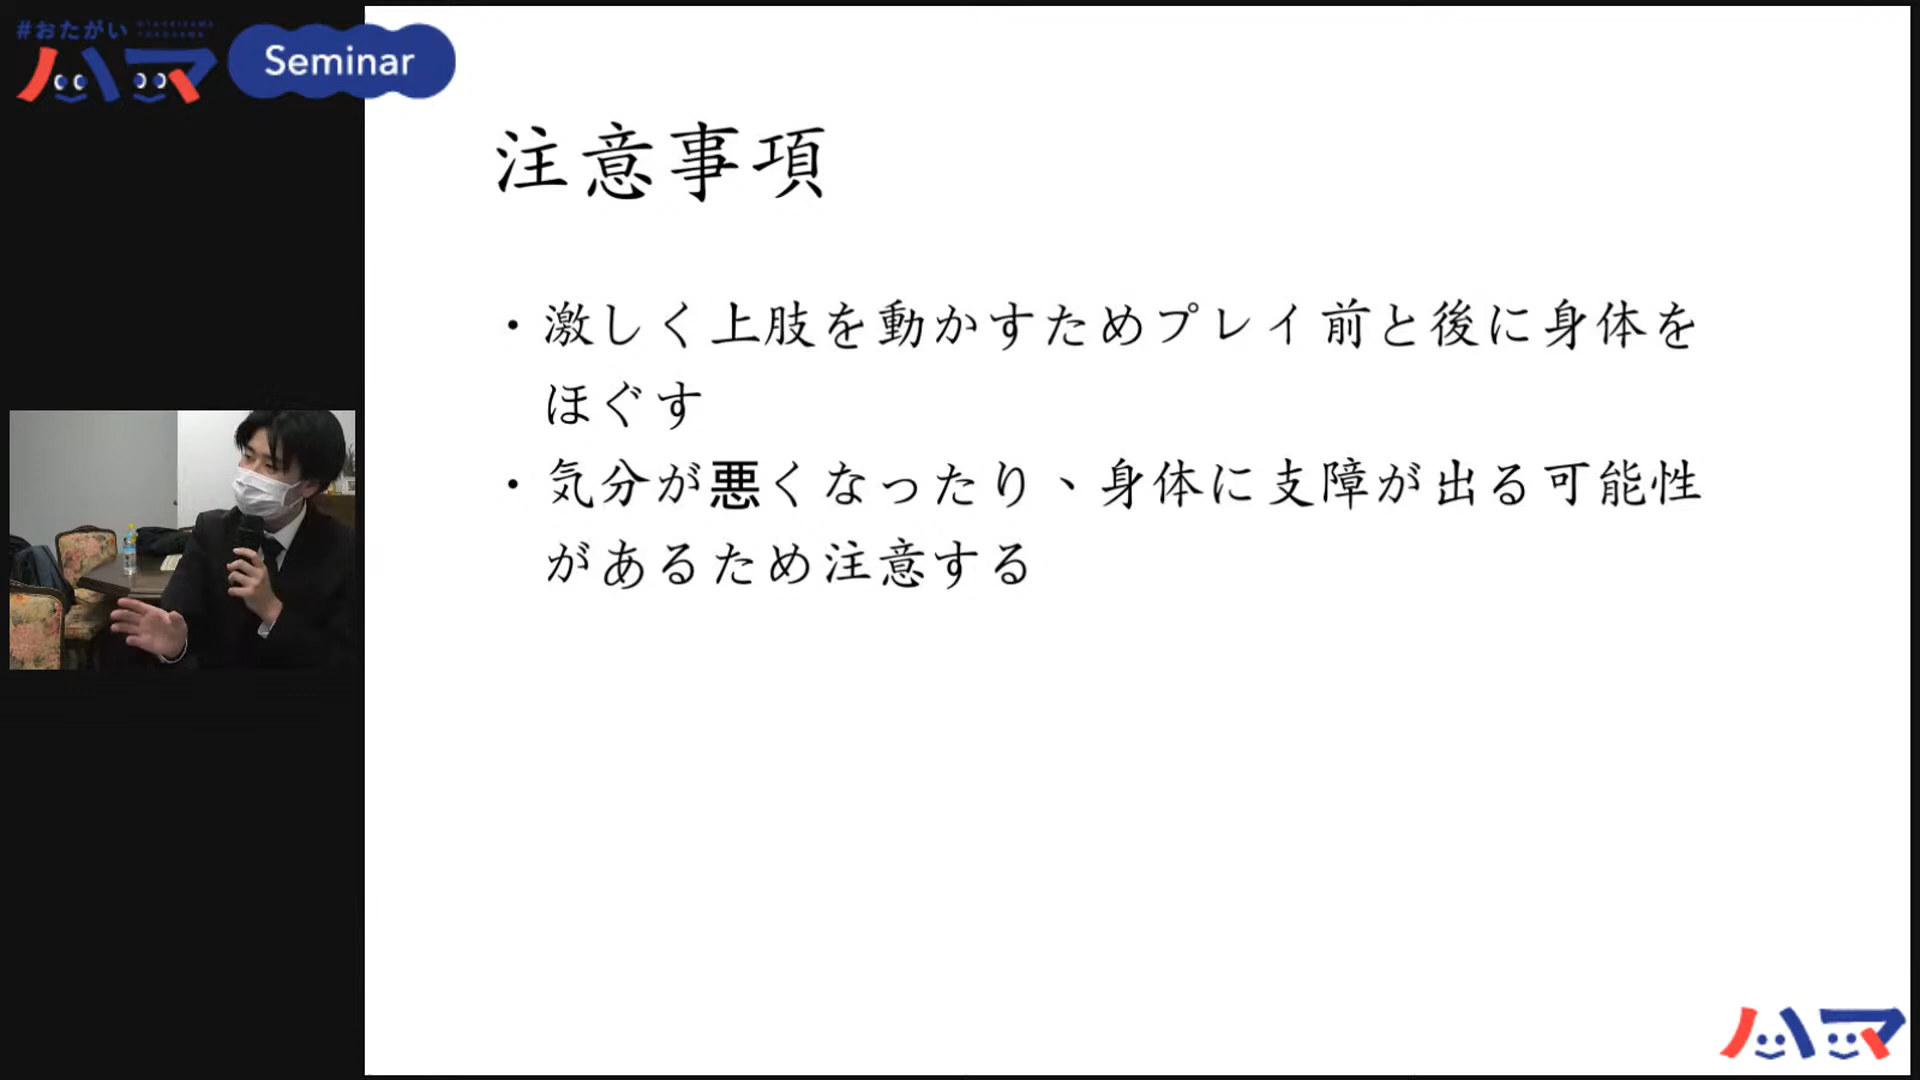 #おたがい
ハマ
Seminar
注意事項
・激しく上肢を動かすためプレイ前と後に身体を
ほぐす
・気分が悪くなったり、身体に支障が出る可能性
があるため注意する
ハマ